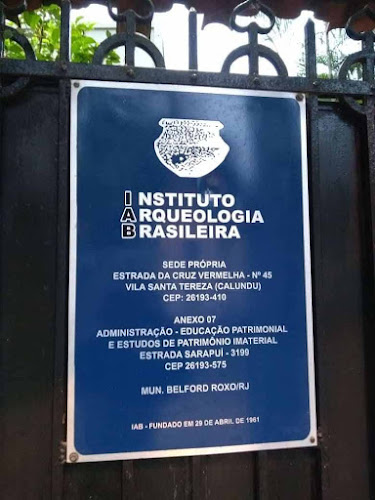 INSTITUTO
ARQUEOLOGIA
BRASILEIRA
SEDE PRÓPRIA
ESTRADA DA CRUZ VERMELHA - Nº 45
VILA SANTA TEREZA (CALUNDU)
CEP: 26193-410
ANEXO 07
ADMINISTRAÇÃO - EDUCAÇÃO PATRIMONIAL
E ESTUDOS DE PATRIMÔNIO IMATERIAL
ESTRADA SARAPUÍ - 3199
CEP 26193-575
MUN. BELFORD ROXO/RJ
IAB - FUNDADO EM 29 DE ABRIL DE 1961